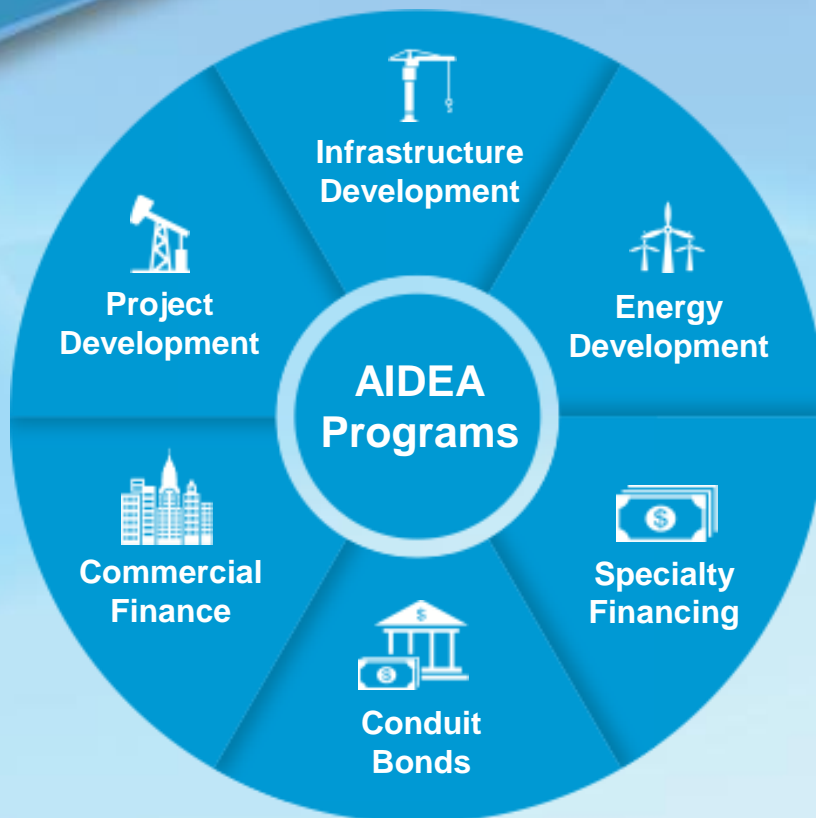 Infrastructure
Development
Energy
Development
Specialty
Financing
$
Conduit
Bonds
$
$
Commercial
Finance
Project
Development
AIDEA
Programs